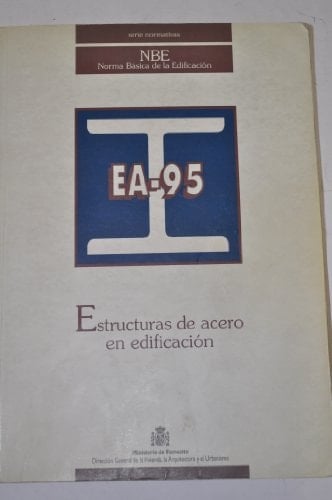 serie normativas
NBE
Norma Básica de la Edificación
EA-95
Estructuras de acero
en edificación
Ministerio de Fomento
Dirección General de la Vivienda, la Arquitectura y el Urbanismo